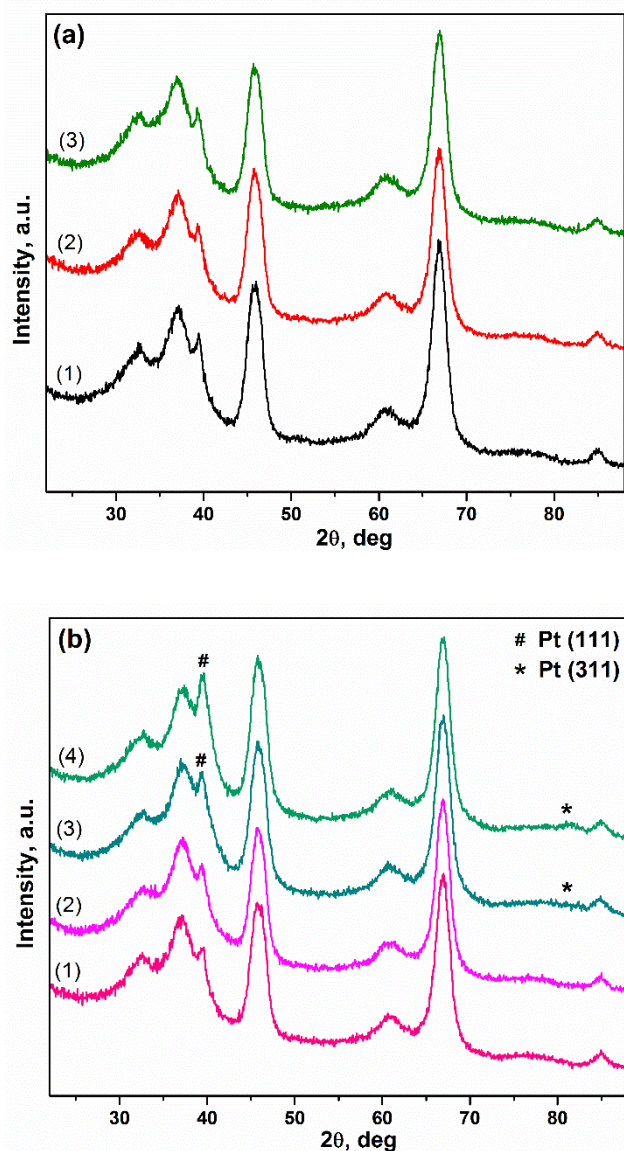 (a)
(3)
(2)
(1)
Intensity, a.u.
30 40 50 60 70 80
2θ, deg
(b)
# Pt (111)
* Pt (311)
#
(4)
#
*
(3)
*
(2)
(1)
Intensity, a.u.
30 40 50 60 70 80
2θ, deg